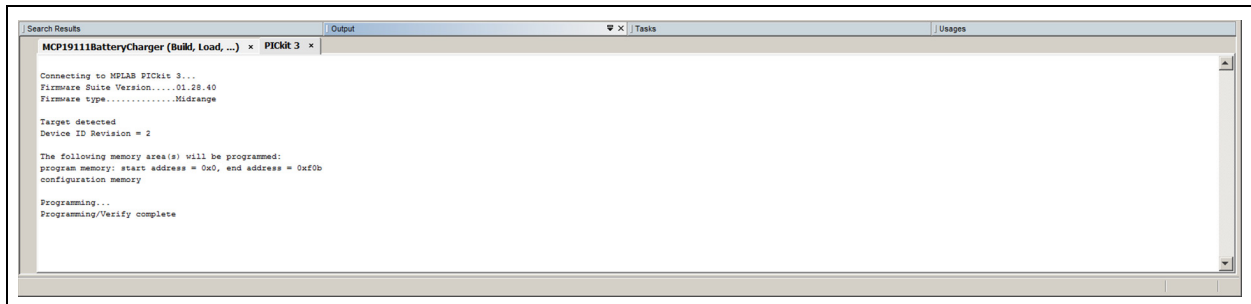 Search Results
Output
Tasks
Usages
MCP19111BatteryCharger (Build, Load, ...) × PICkit 3 ×
Connecting to MPLAB PICkit 3...
Firmware Suite Version.....01.28.40
Firmware type..............Midrange
Target detected
Device ID Revision = 2
The following memory area(s) will be programmed:
program memory: start address = 0x0, end address = 0xf0b
configuration memory
Programming...
Programming/Verify complete